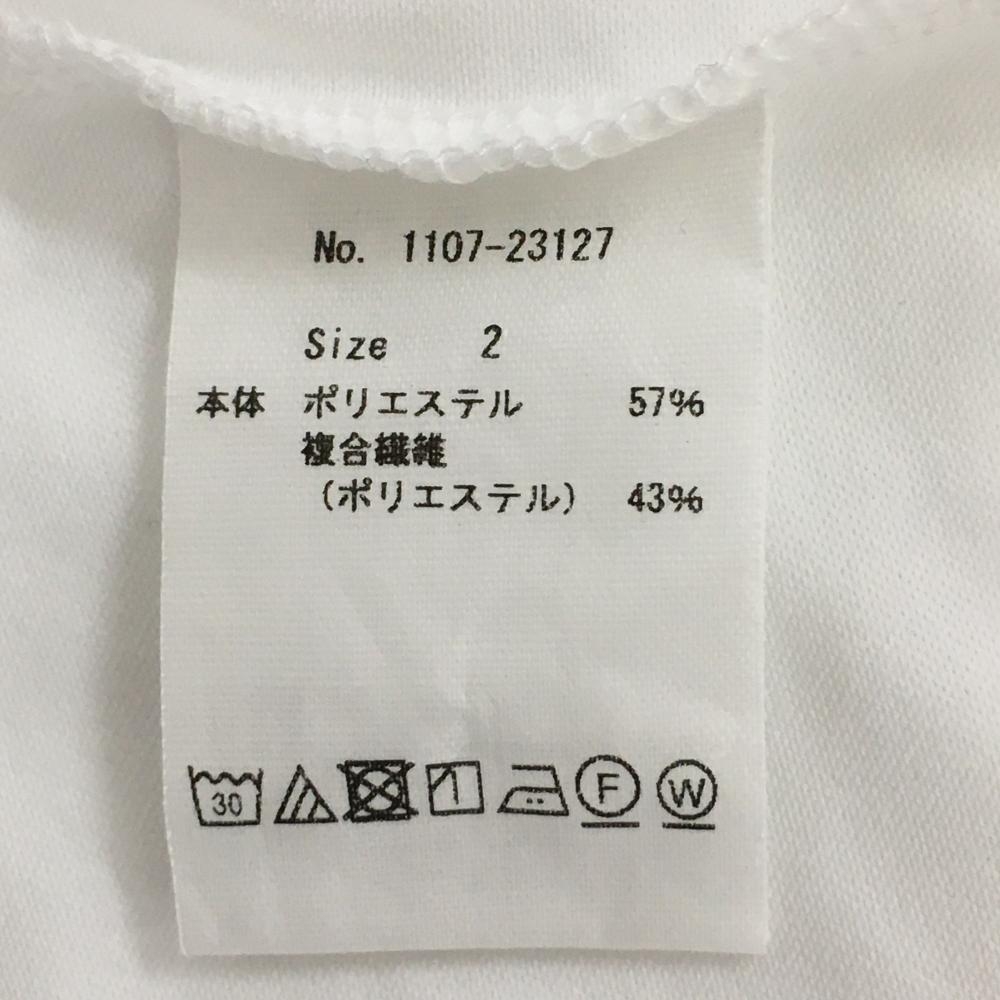 No. 1107-23127
Size 2
本体 ポリエステル 57%
複合繊維
(ポリエステル) 43%
30
F W